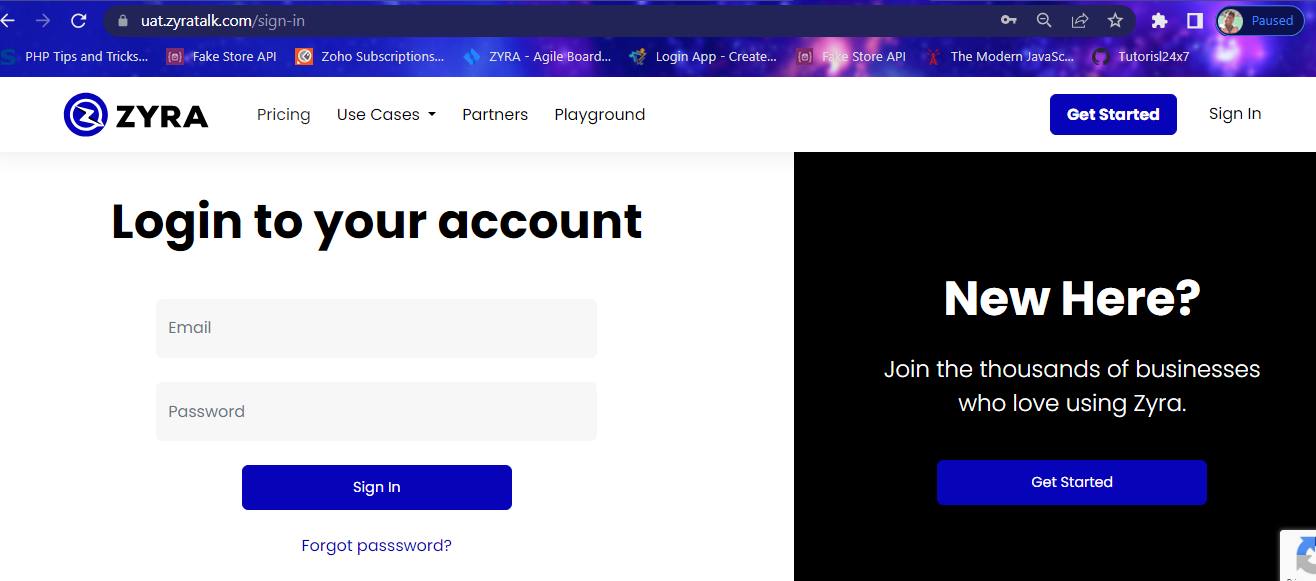 uat.zyratalk.com/sign-in
Paused
PHP Tips and Tricks... Fake Store API Zoho Subscriptions... ZYRA - Agile Board... Login App - Create... Fake Store API The Modern JavaSc... Tutorisl24x7
ZYRA Pricing Use Cases Partners Playground Get Started Sign In
Login to your account
Email
Password
Sign In
Forgot passsword?
New Here?
Join the thousands of businesses
who love using Zyra.
Get Started